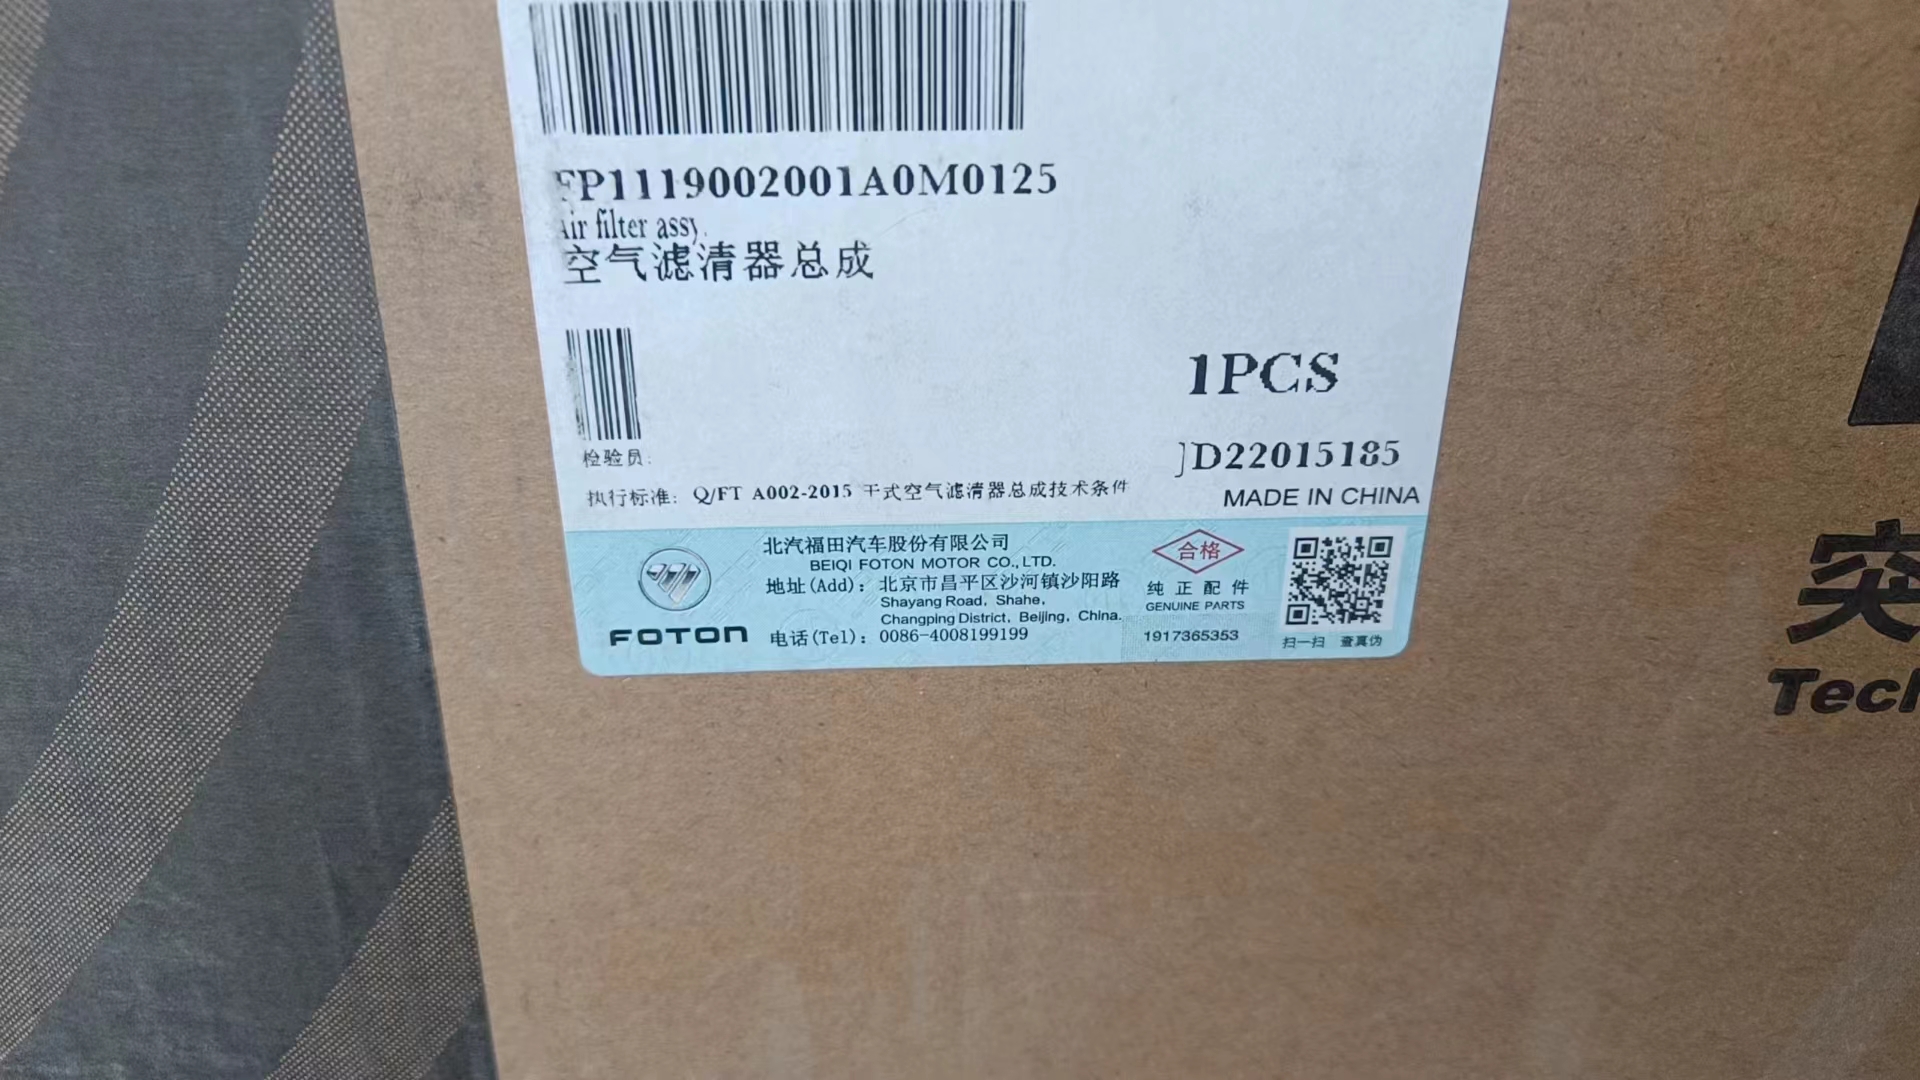 FP1119002001A0M0125
Air filter assy.
空气滤清器总成
1PCS
检验员:
JD22015185
执行标准: Q/FT A002-2015 干式空气滤清器总成技术条件
MADE IN CHINA
FOTON
北汽福田汽车股份有限公司
BEIQI FOTON MOTOR CO.,LTD.
地址(Add): 北京市昌平区沙河镇沙阳路
Shayang Road, Shahe,
Changping District, Beijing, China.
电话(Tel): 0086-4008199199
合格
纯正配件
GENUINE PARTS
1917365353
扫一扫 查真伪
突
Tech